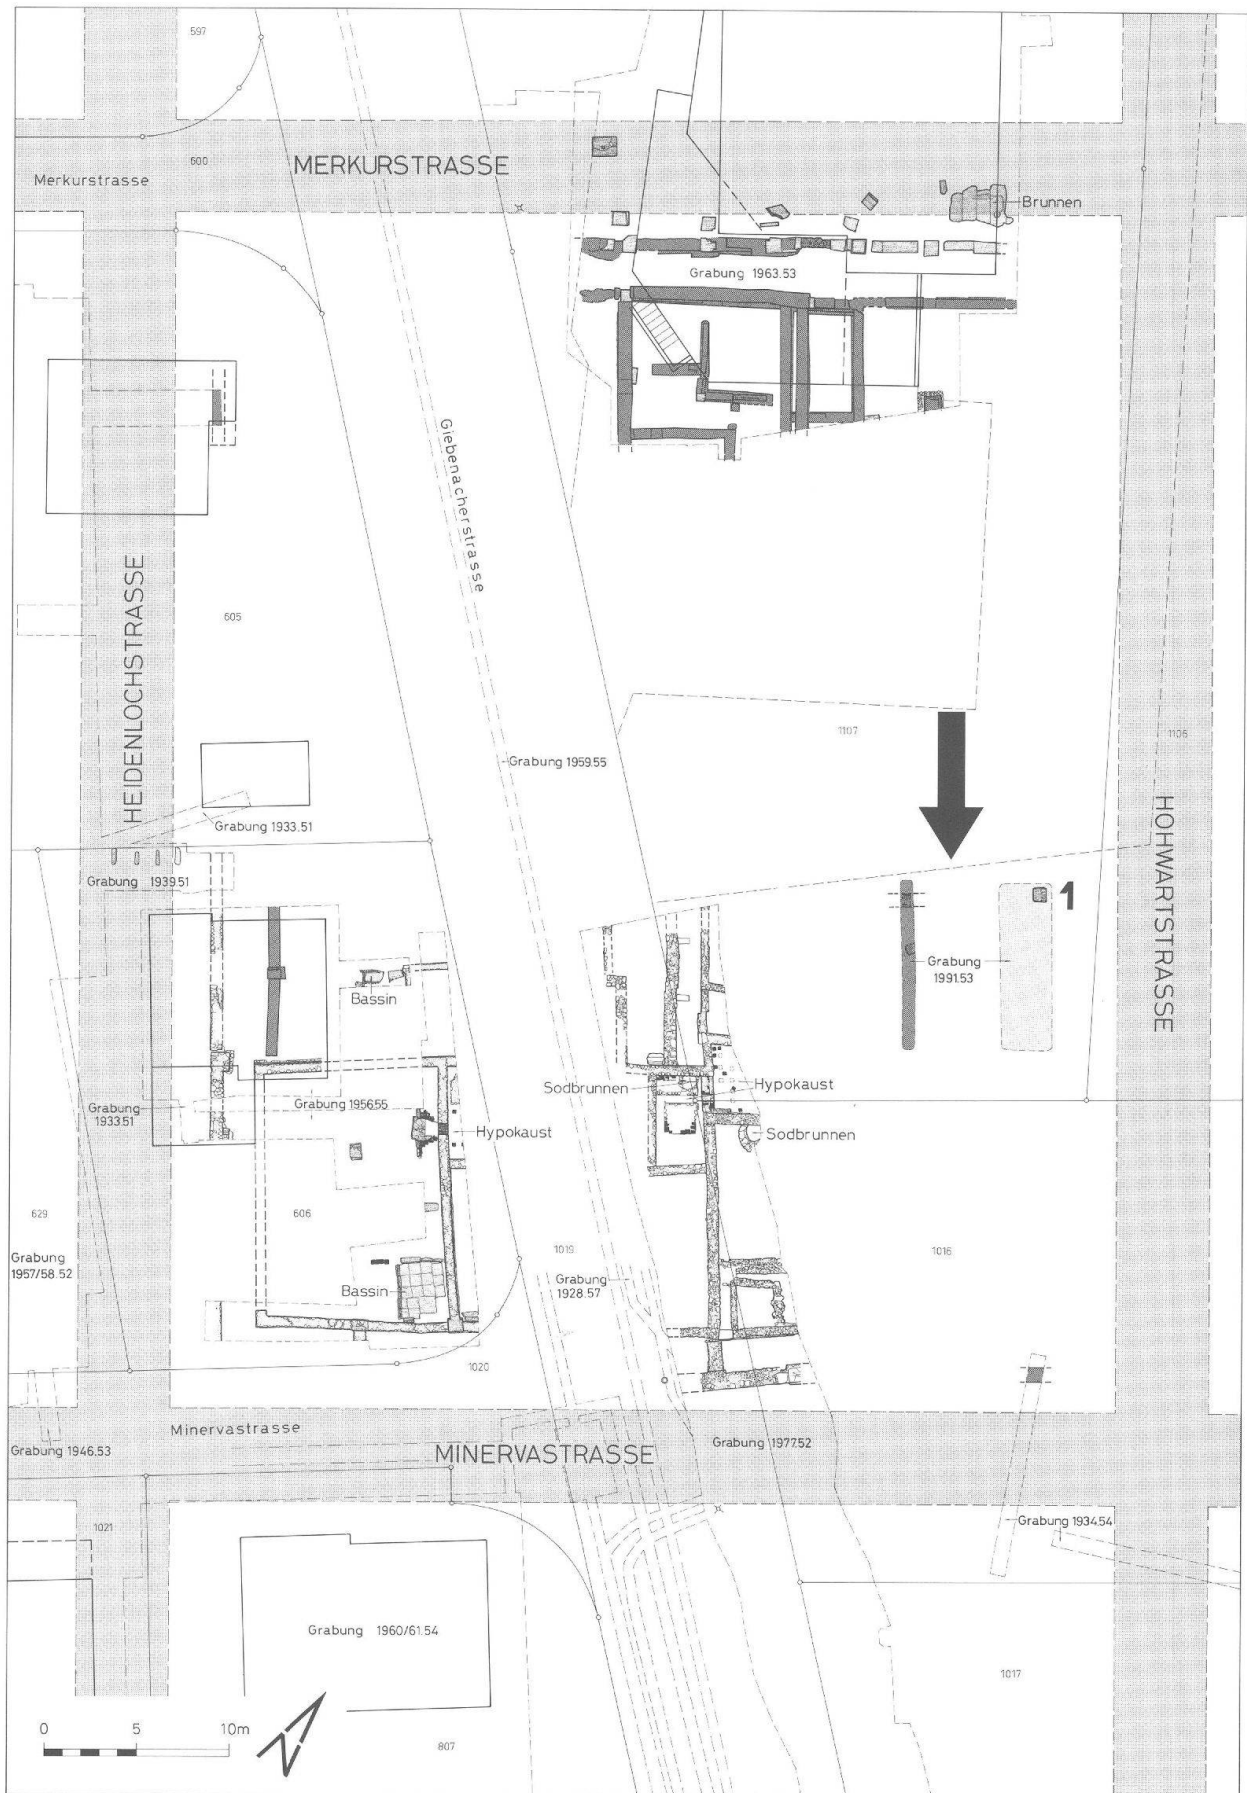 597
600
MERKURSTRASSE
Merkurstrasse
Brunnen
Grabung 1963.53
Giebenacherstrasse
HEIDENLOCHSTRASSE
605
1107
1106
Grabung 1959.55
HOHWARTSTRASSE
Grabung 1933.51
Grabung 1939.51
1
Grabung
1991.53
Bassin
Sodbrunnen
Hypokaust
Grabung
1933.51
Grabung 1956.55
Hypokaust
Sodbrunnen
629
606
1019
1016
Grabung
1957/58.52
Grabung
1928.57
Bassin
1020
Minervastrasse
MINERVASTRASSE
Grabung 1977.52
Grabung 1946.53
1021
Grabung 1934.54
Grabung 1960/61.54
1017
0 5 10m
N
807